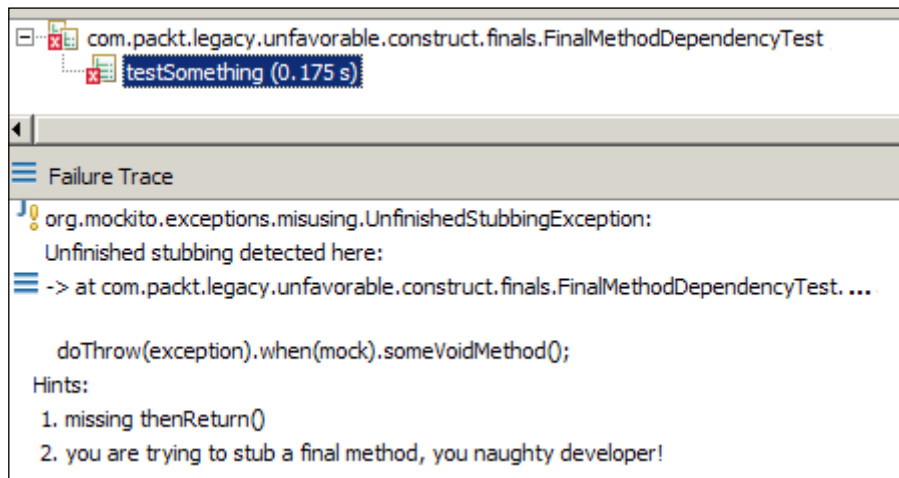 com.packt.legacy.unfavorable.construct.finals.FinalMethodDependencyTest
testSomething (0.175 s)
Failure Trace
org.mockito.exceptions.misusing.UnfinishedStubbingException:
Unfinished stubbing detected here:
-> at com.packt.legacy.unfavorable.construct.finals.FinalMethodDependencyTest. ...
doThrow(exception).when(mock).someVoidMethod();
Hints:
1. missing thenReturn()
2. you are trying to stub a final method, you naughty developer!